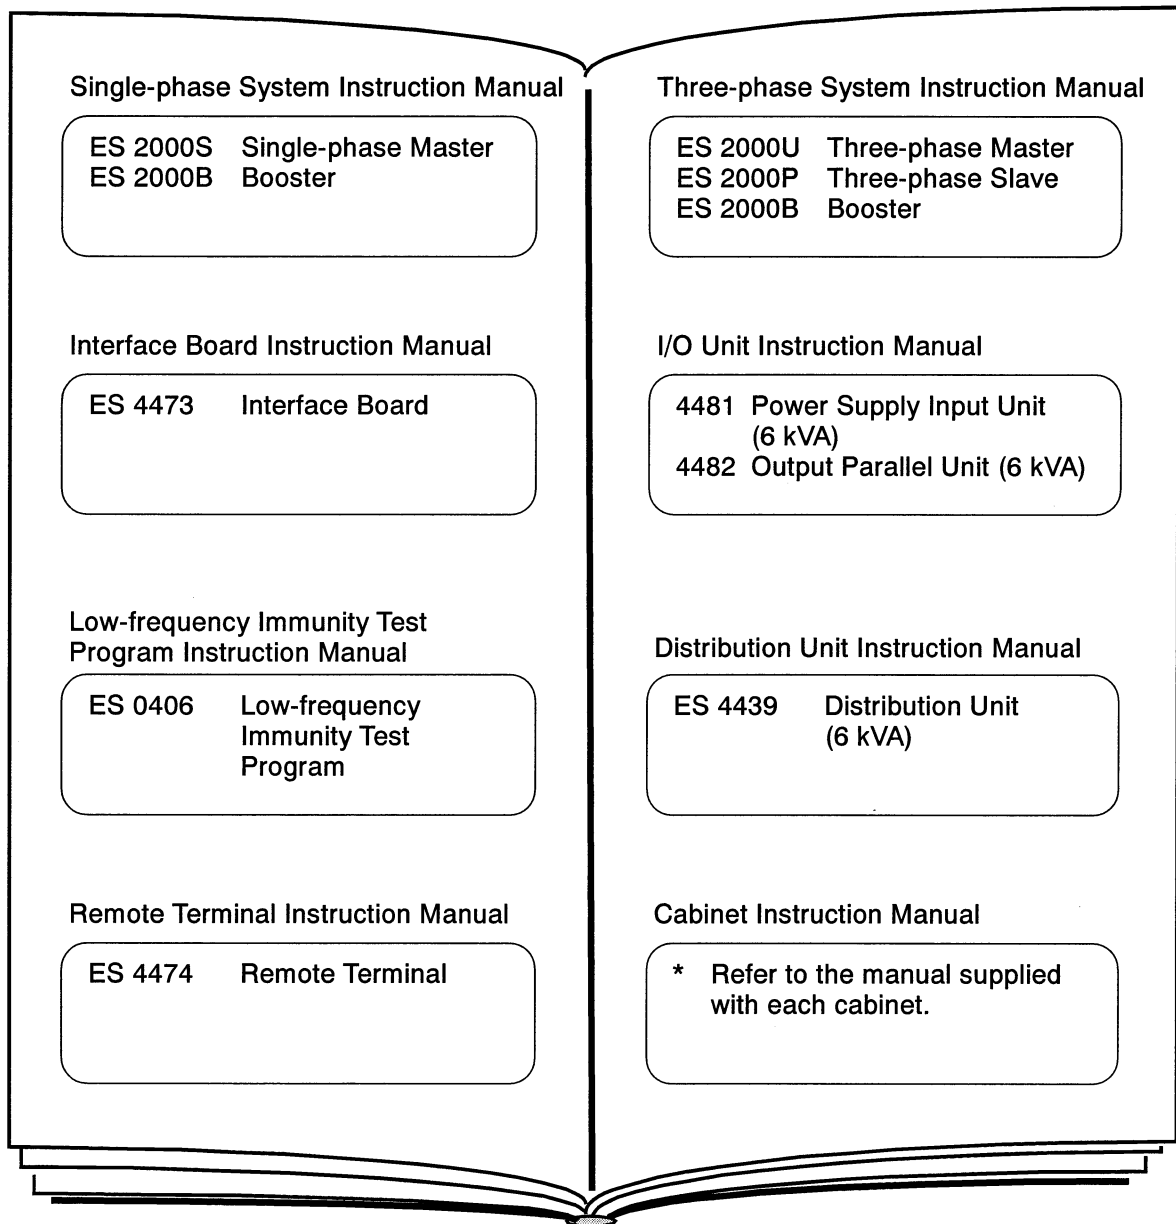 Single-phase System Instruction Manual
ES 2000S Single-phase Master
ES 2000B Booster
Interface Board Instruction Manual
ES 4473 Interface Board
Low-frequency Immunity Test
Program Instruction Manual
ES 0406 Low-frequency
Immunity Test
Program
Remote Terminal Instruction Manual
ES 4474 Remote Terminal
Three-phase System Instruction Manual
ES 2000U Three-phase Master
ES 2000P Three-phase Slave
ES 2000B Booster
I/O Unit Instruction Manual
4481 Power Supply Input Unit
(6 kVA)
4482 Output Parallel Unit (6 kVA)
Distribution Unit Instruction Manual
ES 4439 Distribution Unit
(6 kVA)
Cabinet Instruction Manual
* Refer to the manual supplied
with each cabinet.